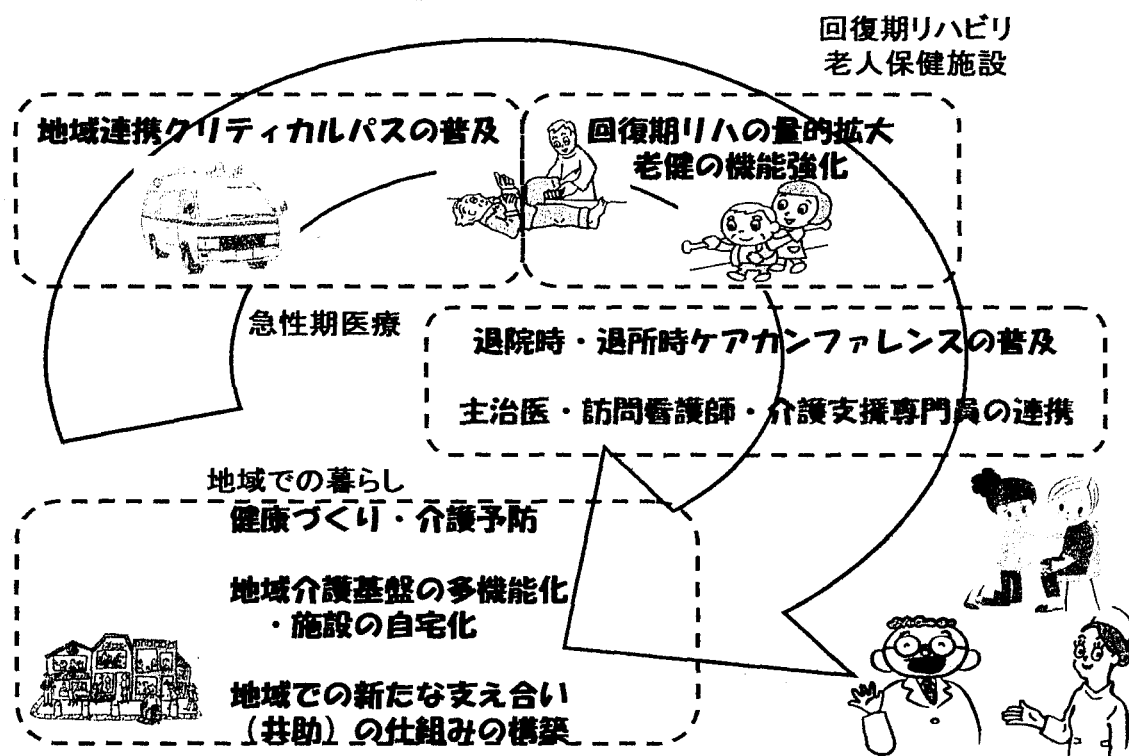 回復期リハビリ
老人保健施設
地域連携クリティカルパスの普及
回復期リハの量的拡大
老健の機能強化
急性期医療
退院時・退所時ケアカンファレンスの普及
主治医・訪問看護師・介護支援専門員の連携
地域での暮らし
健康づくり・介護予防
地域介護基盤の多機能化
・施設の自宅化
地域での新たな支え合い
(共助)の仕組みの構築